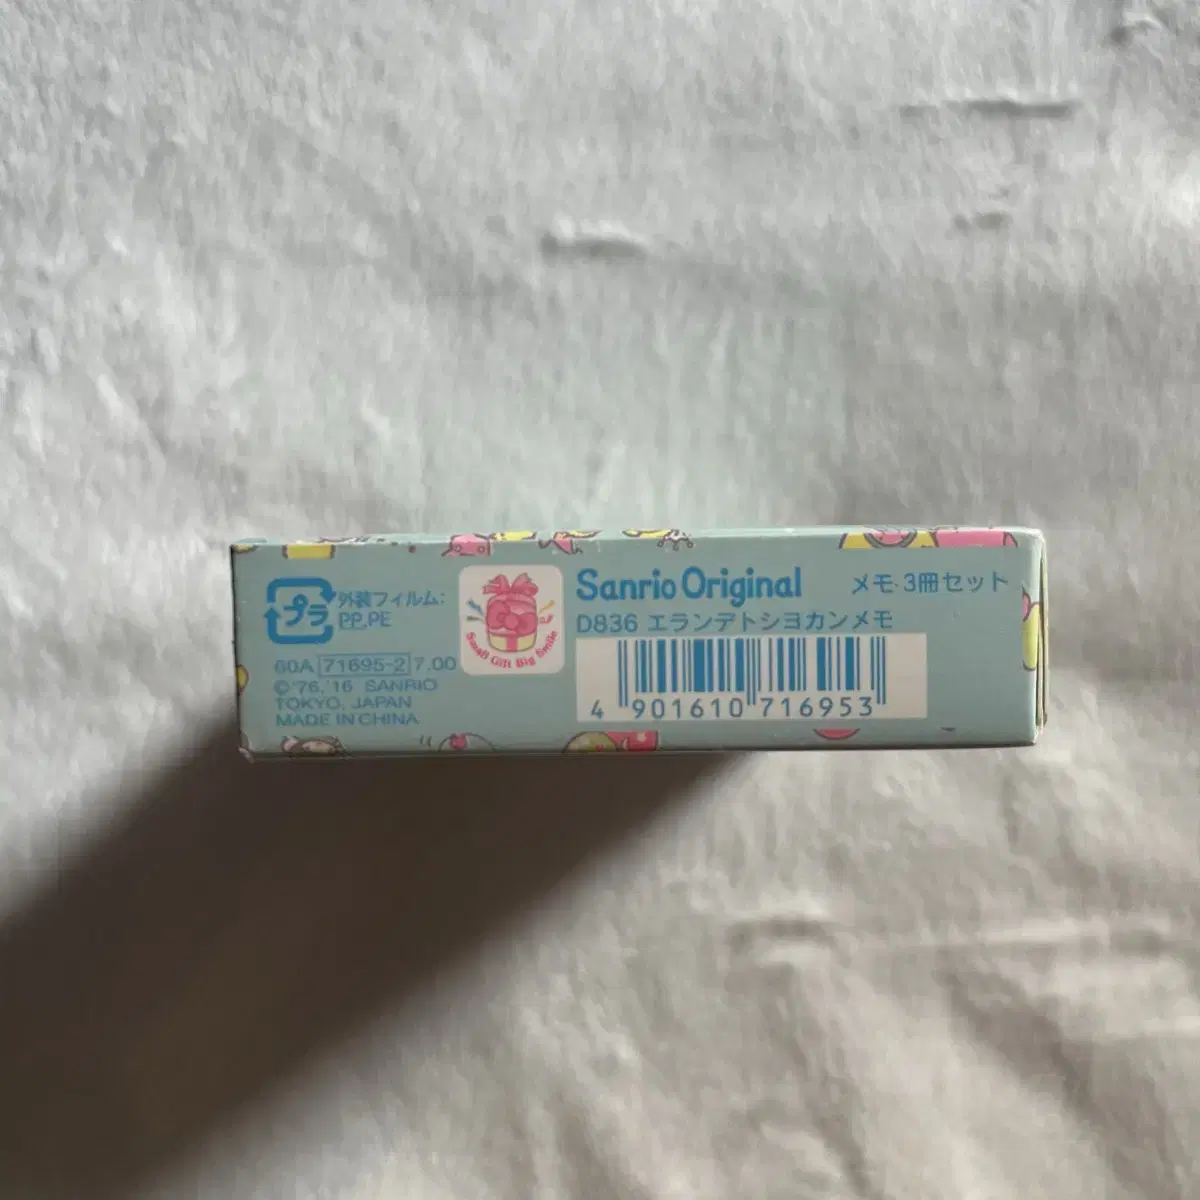 プラ
外装フィルム:
PP,PE
60A 71695-2 7.00
©'76,'16 SANRIO
TOKYO, JAPAN
MADE IN CHINA
Small Gift Big Smile
Sanrio Original
メモ・3冊セット
D836 エランデトシヨカンメモ
4 901610 716953